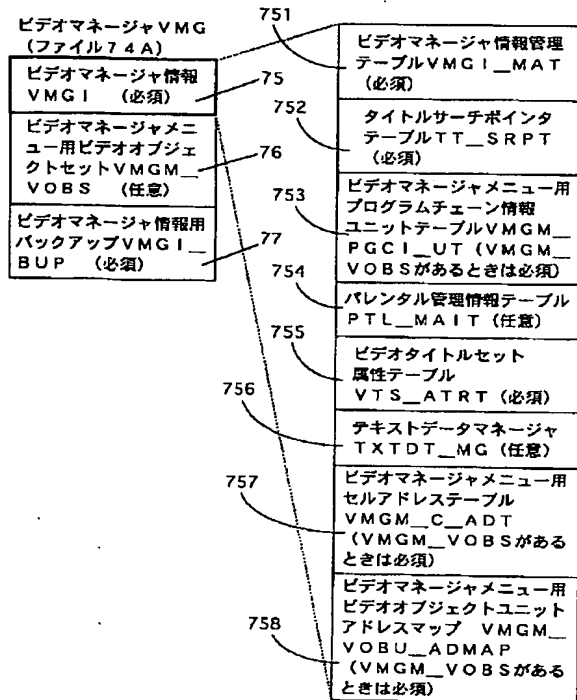 ビデオマネージャVMG
(ファイル74A)
ビデオマネージャ情報
VMGI (必須)
75
ビデオマネージャメニ
ュー用ビデオオブジェ
クトセットVMGM__
VOBS (任意)
76
ビデオマネージャ情報用
バックアップVMGI__
BUP (必須)
77
751
ビデオマネージャ情報管理
テーブルVMGI__MAT
(必須)
752
タイトルサーチポインタ
テーブルTT__SRPT
(必須)
753
ビデオマネージャメニュー用
プログラムチェーン情報
ユニットテーブルVMGM__
PGCI__UT (VMGM__
VOBSがあるときは必須)
754
パレンタル管理情報テーブル
PTL__MAIT (任意)
755
ビデオタイトルセット
属性テーブル
VTS__ATRT (必須)
756
テキストデータマネージャ
TXTDT__MG (任意)
757
ビデオマネージャメニュー用
セルアドレステーブル
VMGM__C__ADT
(VMGM__VOBSがある
ときは必須)
758
ビデオマネージャメニュー用
ビデオオブジェクトユニット
アドレスマップ VMGM__
VOBU__ADMAP
(VMGM__VOBSがある
ときは必須)